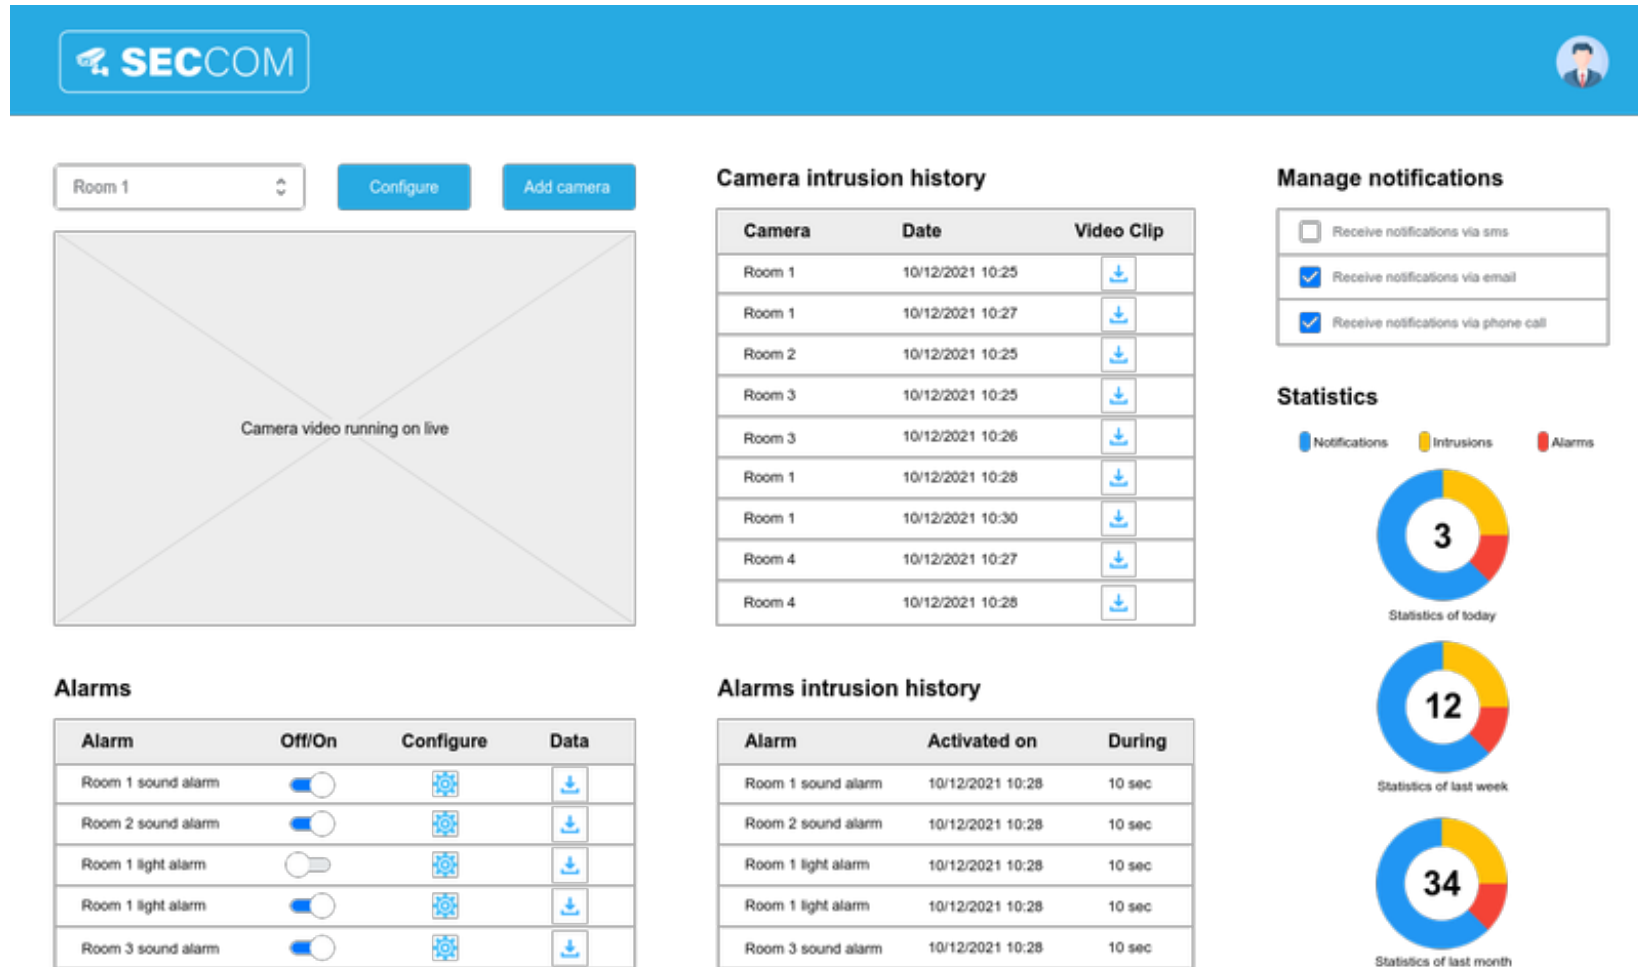 SECCOM
Room 1
Configure
Add camera
Camera video running on live
Camera intrusion history
Camera Date Video Clip
Room 1 10/12/2021 10:25
Room 1 10/12/2021 10:27
Room 2 10/12/2021 10:25
Room 3 10/12/2021 10:25
Room 3 10/12/2021 10:26
Room 1 10/12/2021 10:28
Room 1 10/12/2021 10:30
Room 4 10/12/2021 10:27
Room 4 10/12/2021 10:28
Manage notifications
Receive notifications via sms
Receive notifications via email
Receive notifications via phone call
Statistics
Notifications Intrusions Alarms
3
Statistics of today
12
Statistics of last week
34
Statistics of last month
Alarms
Alarm Off/On Configure Data
Room 1 sound alarm
Room 2 sound alarm
Room 1 light alarm
Room 1 light alarm
Room 3 sound alarm
Alarms intrusion history
Alarm Activated on During
Room 1 sound alarm 10/12/2021 10:28 10 sec
Room 2 sound alarm 10/12/2021 10:28 10 sec
Room 1 light alarm 10/12/2021 10:28 10 sec
Room 1 light alarm 10/12/2021 10:28 10 sec
Room 3 sound alarm 10/12/2021 10:28 10 sec